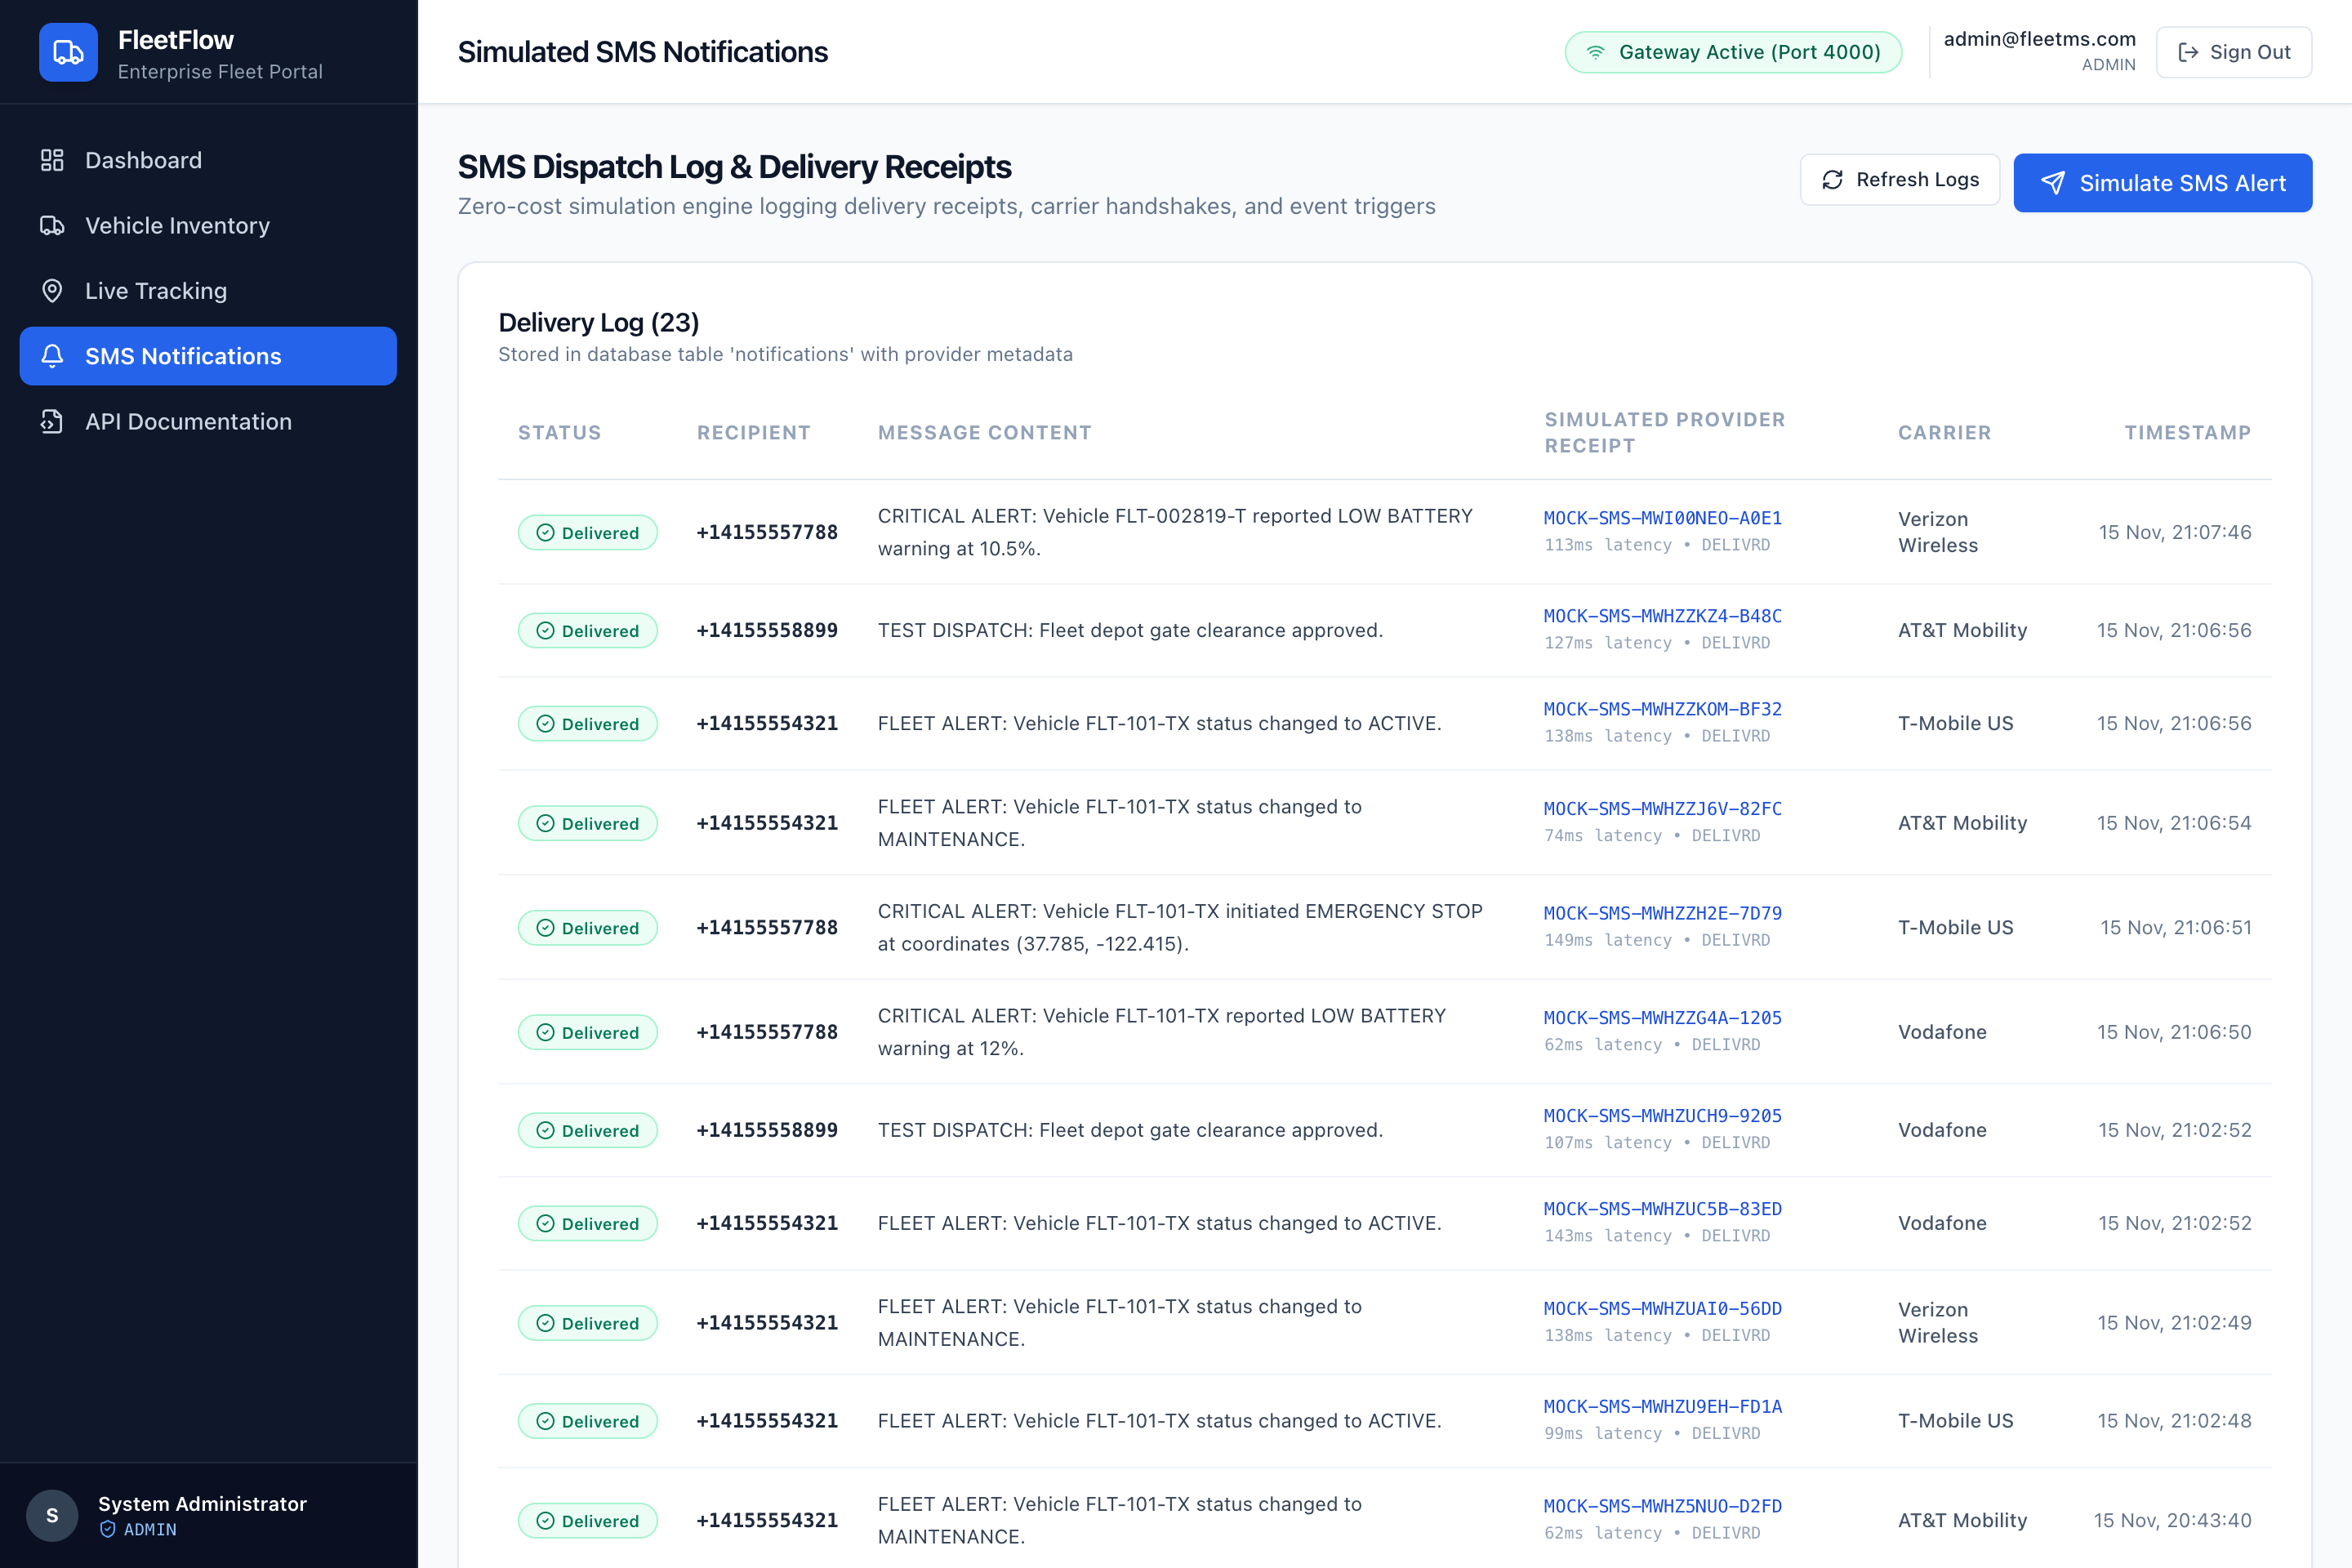 FleetFlow
Enterprise Fleet Portal
Dashboard
Vehicle Inventory
Live Tracking
SMS Notifications
API Documentation
S
System Administrator
ADMIN
Simulated SMS Notifications
Gateway Active (Port 4000)
admin@fleetms.com
ADMIN
Sign Out
SMS Dispatch Log & Delivery Receipts
Zero-cost simulation engine logging delivery receipts, carrier handshakes, and event triggers
Refresh Logs
Simulate SMS Alert
Delivery Log (23)
Stored in database table 'notifications' with provider metadata
STATUS
RECIPIENT
MESSAGE CONTENT
SIMULATED PROVIDER
RECEIPT
CARRIER
TIMESTAMP
Delivered
+14155557788
CRITICAL ALERT: Vehicle FLT-002819-T reported LOW BATTERY
warning at 10.5%.
MOCK-SMS-MWI00NEO-A0E1
113ms latency • DELIVRD
Verizon
Wireless
15 Nov, 21:07:46
Delivered
+14155558899
TEST DISPATCH: Fleet depot gate clearance approved.
MOCK-SMS-MWHZZKZ4-B48C
127ms latency • DELIVRD
AT&T Mobility
15 Nov, 21:06:56
Delivered
+14155554321
FLEET ALERT: Vehicle FLT-101-TX status changed to ACTIVE.
MOCK-SMS-MWHZZKOM-BF32
138ms latency • DELIVRD
T-Mobile US
15 Nov, 21:06:56
Delivered
+14155554321
FLEET ALERT: Vehicle FLT-101-TX status changed to
MAINTENANCE.
MOCK-SMS-MWHZZJ6V-82FC
74ms latency • DELIVRD
AT&T Mobility
15 Nov, 21:06:54
Delivered
+14155557788
CRITICAL ALERT: Vehicle FLT-101-TX initiated EMERGENCY STOP
at coordinates (37.785, -122.415).
MOCK-SMS-MWHZZH2E-7D79
149ms latency • DELIVRD
T-Mobile US
15 Nov, 21:06:51
Delivered
+14155557788
CRITICAL ALERT: Vehicle FLT-101-TX reported LOW BATTERY
warning at 12%.
MOCK-SMS-MWHZZG4A-1205
62ms latency • DELIVRD
Vodafone
15 Nov, 21:06:50
Delivered
+14155558899
TEST DISPATCH: Fleet depot gate clearance approved.
MOCK-SMS-MWHZUCH9-9205
107ms latency • DELIVRD
Vodafone
15 Nov, 21:02:52
Delivered
+14155554321
FLEET ALERT: Vehicle FLT-101-TX status changed to ACTIVE.
MOCK-SMS-MWHZUC5B-83ED
143ms latency • DELIVRD
Vodafone
15 Nov, 21:02:52
Delivered
+14155554321
FLEET ALERT: Vehicle FLT-101-TX status changed to
MAINTENANCE.
MOCK-SMS-MWHZUAI0-56DD
138ms latency • DELIVRD
Verizon
Wireless
15 Nov, 21:02:49
Delivered
+14155554321
FLEET ALERT: Vehicle FLT-101-TX status changed to ACTIVE.
MOCK-SMS-MWHZU9EH-FD1A
99ms latency • DELIVRD
T-Mobile US
15 Nov, 21:02:48
Delivered
+14155554321
FLEET ALERT: Vehicle FLT-101-TX status changed to
MAINTENANCE.
MOCK-SMS-MWHZ5NUO-D2FD
62ms latency • DELIVRD
AT&T Mobility
15 Nov, 20:43:40